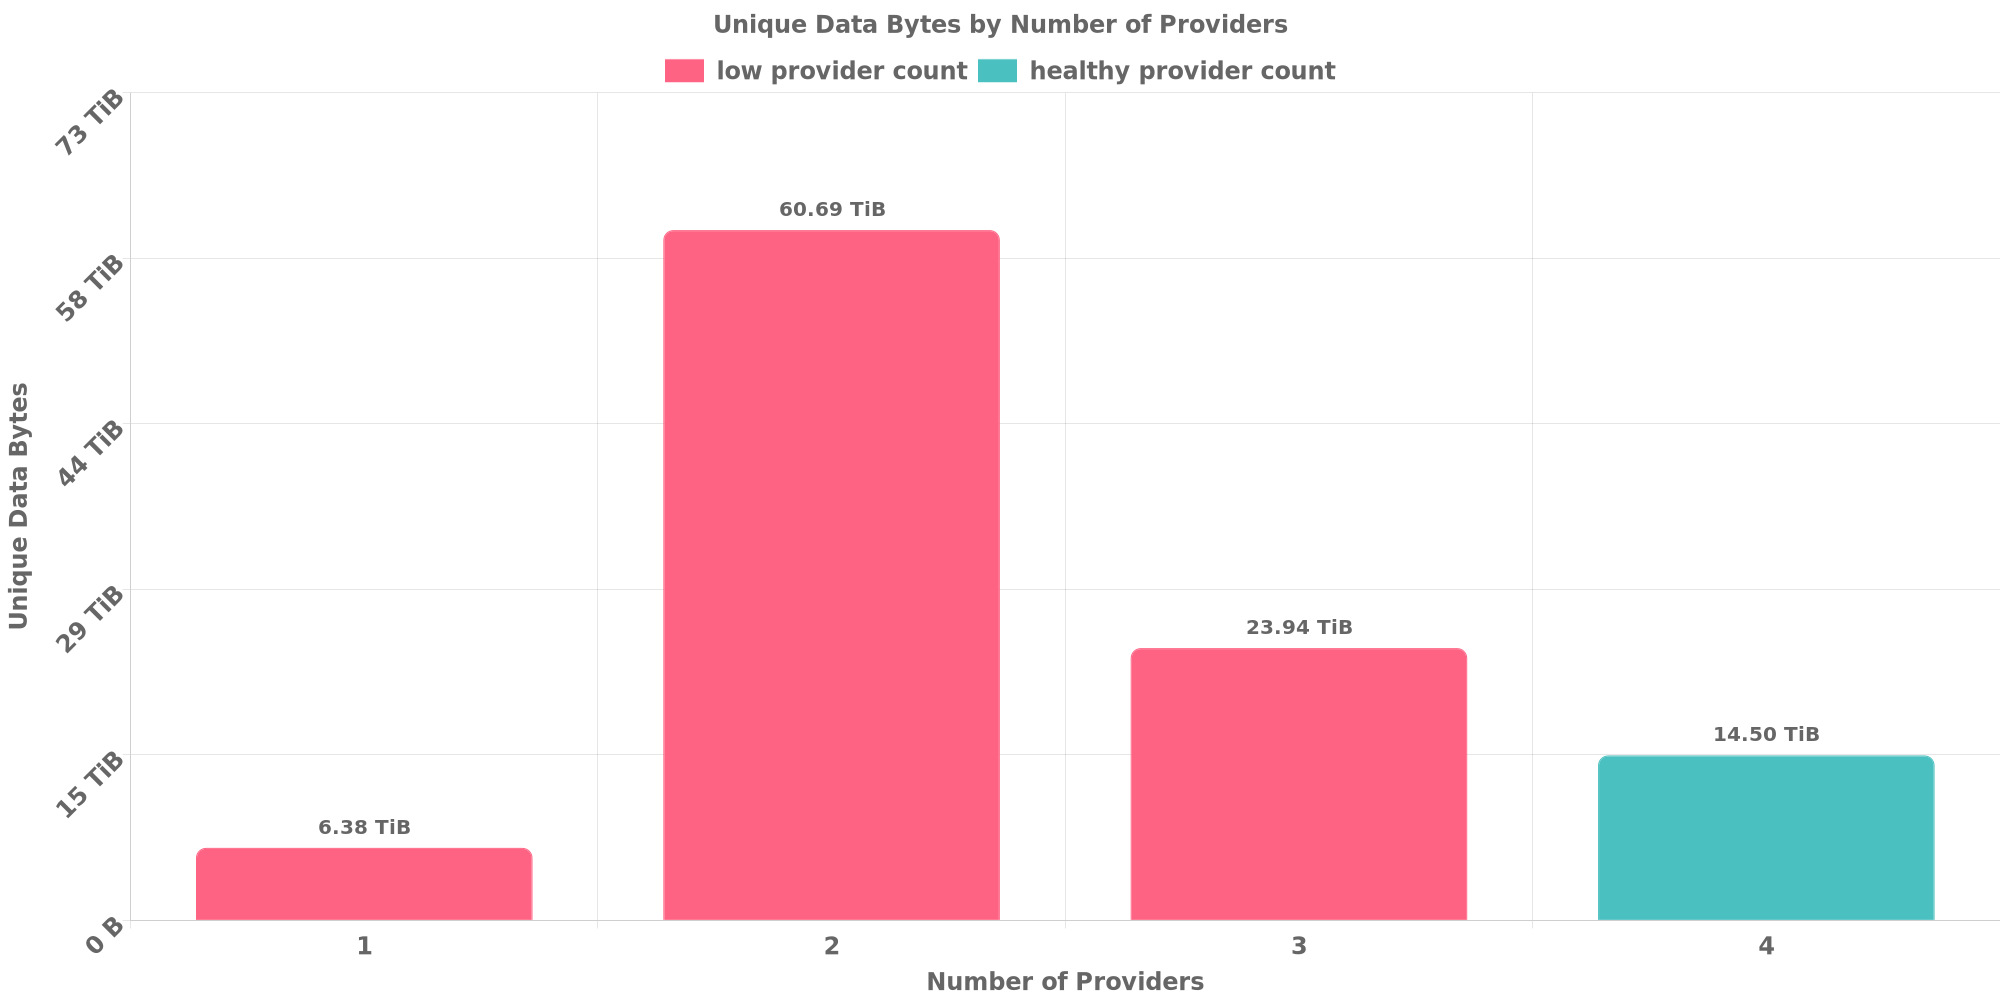 Unique Data Bytes by Number of Providers
low provider count healthy provider count
73 TiB
58 TiB
44 TiB
29 TiB
15 TiB
0 B
Unique Data Bytes
6.38 TiB
60.69 TiB
23.94 TiB
14.50 TiB
1 2 3 4
Number of Providers